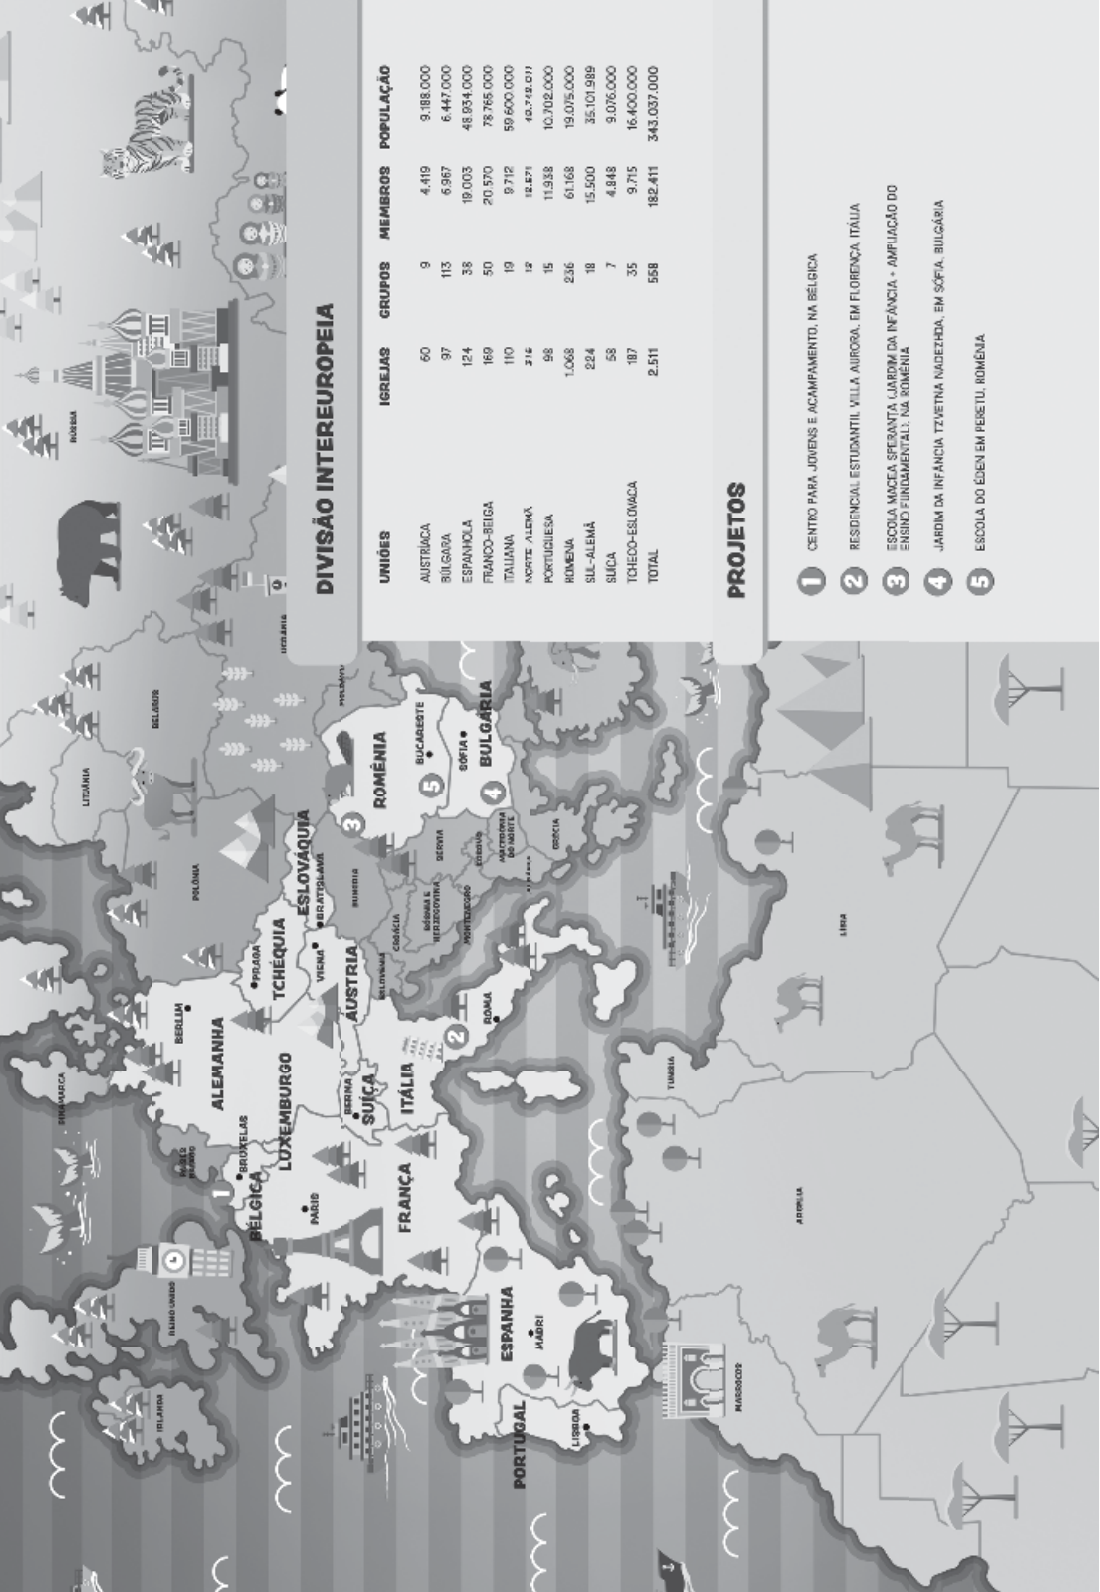 DIVISÃO INTEREUROPEIA
UNIÕES IGREJAS GRUPOS MEMBROS POPULAÇÃO
AUSTRÍACA 60 9 4.419 9.188.000
BÚLGARA 97 113 6.967 6.447.000
ESPANHOLA 124 38 19.003 48.934.000
FRANCO-BELGA 169 50 20.570 78.765.000
ITALIANA 110 19 9.712 59.600.000
NORTE-ALEMÃ
PORTUGUESA 98 15 11.938 10.702.000
ROMENA 1.068 236 61.168 19.075.000
SUL-ALEMÃ 224 18 15.500 35.101.989
SUÍÇA 58 7 4.848 9.076.000
TCHECO-ESLOVACA 187 35 9.715 16.400.000
TOTAL 2.511 558 182.411 343.037.000
PROJETOS
1 CENTRO PARA JOVENS E ACAMPAMENTO, NA BÉLGICA
2 RESIDENCIAL ESTUDANTIL VILLA AURORA, EM FLORENÇA ITÁLIA
3 ESCOLA MACEA SPERANTA (JARDIM DA INFÂNCIA + AMPLIAÇÃO DO
ENSINO FUNDAMENTAL), NA ROMÊNIA
4 JARDIM DA INFÂNCIA TZVETNA NADEZHDA, EM SÓFIA, BULGÁRIA
5 ESCOLA DO ÉDEN EM PERETU, ROMÊNIA
RÚSSIA
BELARUS
LITUÂNIA
POLÔNIA
UCRÂNIA
DINAMARCA
REINO UNIDO
IRLANDA
BERLIM
ALEMANHA
PRAGA
TCHÉQUIA
ESLOVÁQUIA
BRATISLAVA
VIENA
ÁUSTRIA
HUNGRIA
ROMÊNIA
BUCARESTE
SÓFIA
BULGÁRIA
3
5
4
SÉRVIA
CROÁCIA
BÓSNIA E
HERZEGOVINA
MONTENEGRO
KOSOVO
MACEDÔNIA
DO NORTE
GRÉCIA
ESLOVÊNIA
1
BRUXELAS
BÉLGICA
LUXEMBURGO
BERNA
SUÍÇA
ITÁLIA
2
ROMA
PARIS
FRANÇA
ESPANHA
MADRI
PORTUGAL
LISBOA
MARROCOS
ARGÉLIA
TUNÍSIA
LÍBIA